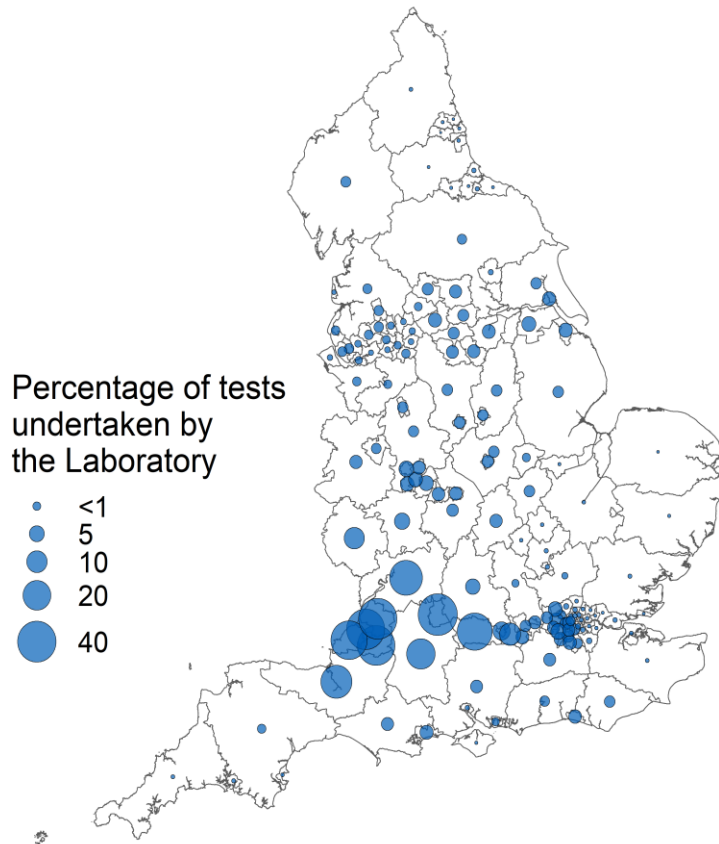 Percentage of tests
undertaken by
the Laboratory
<1
5
10
20
40